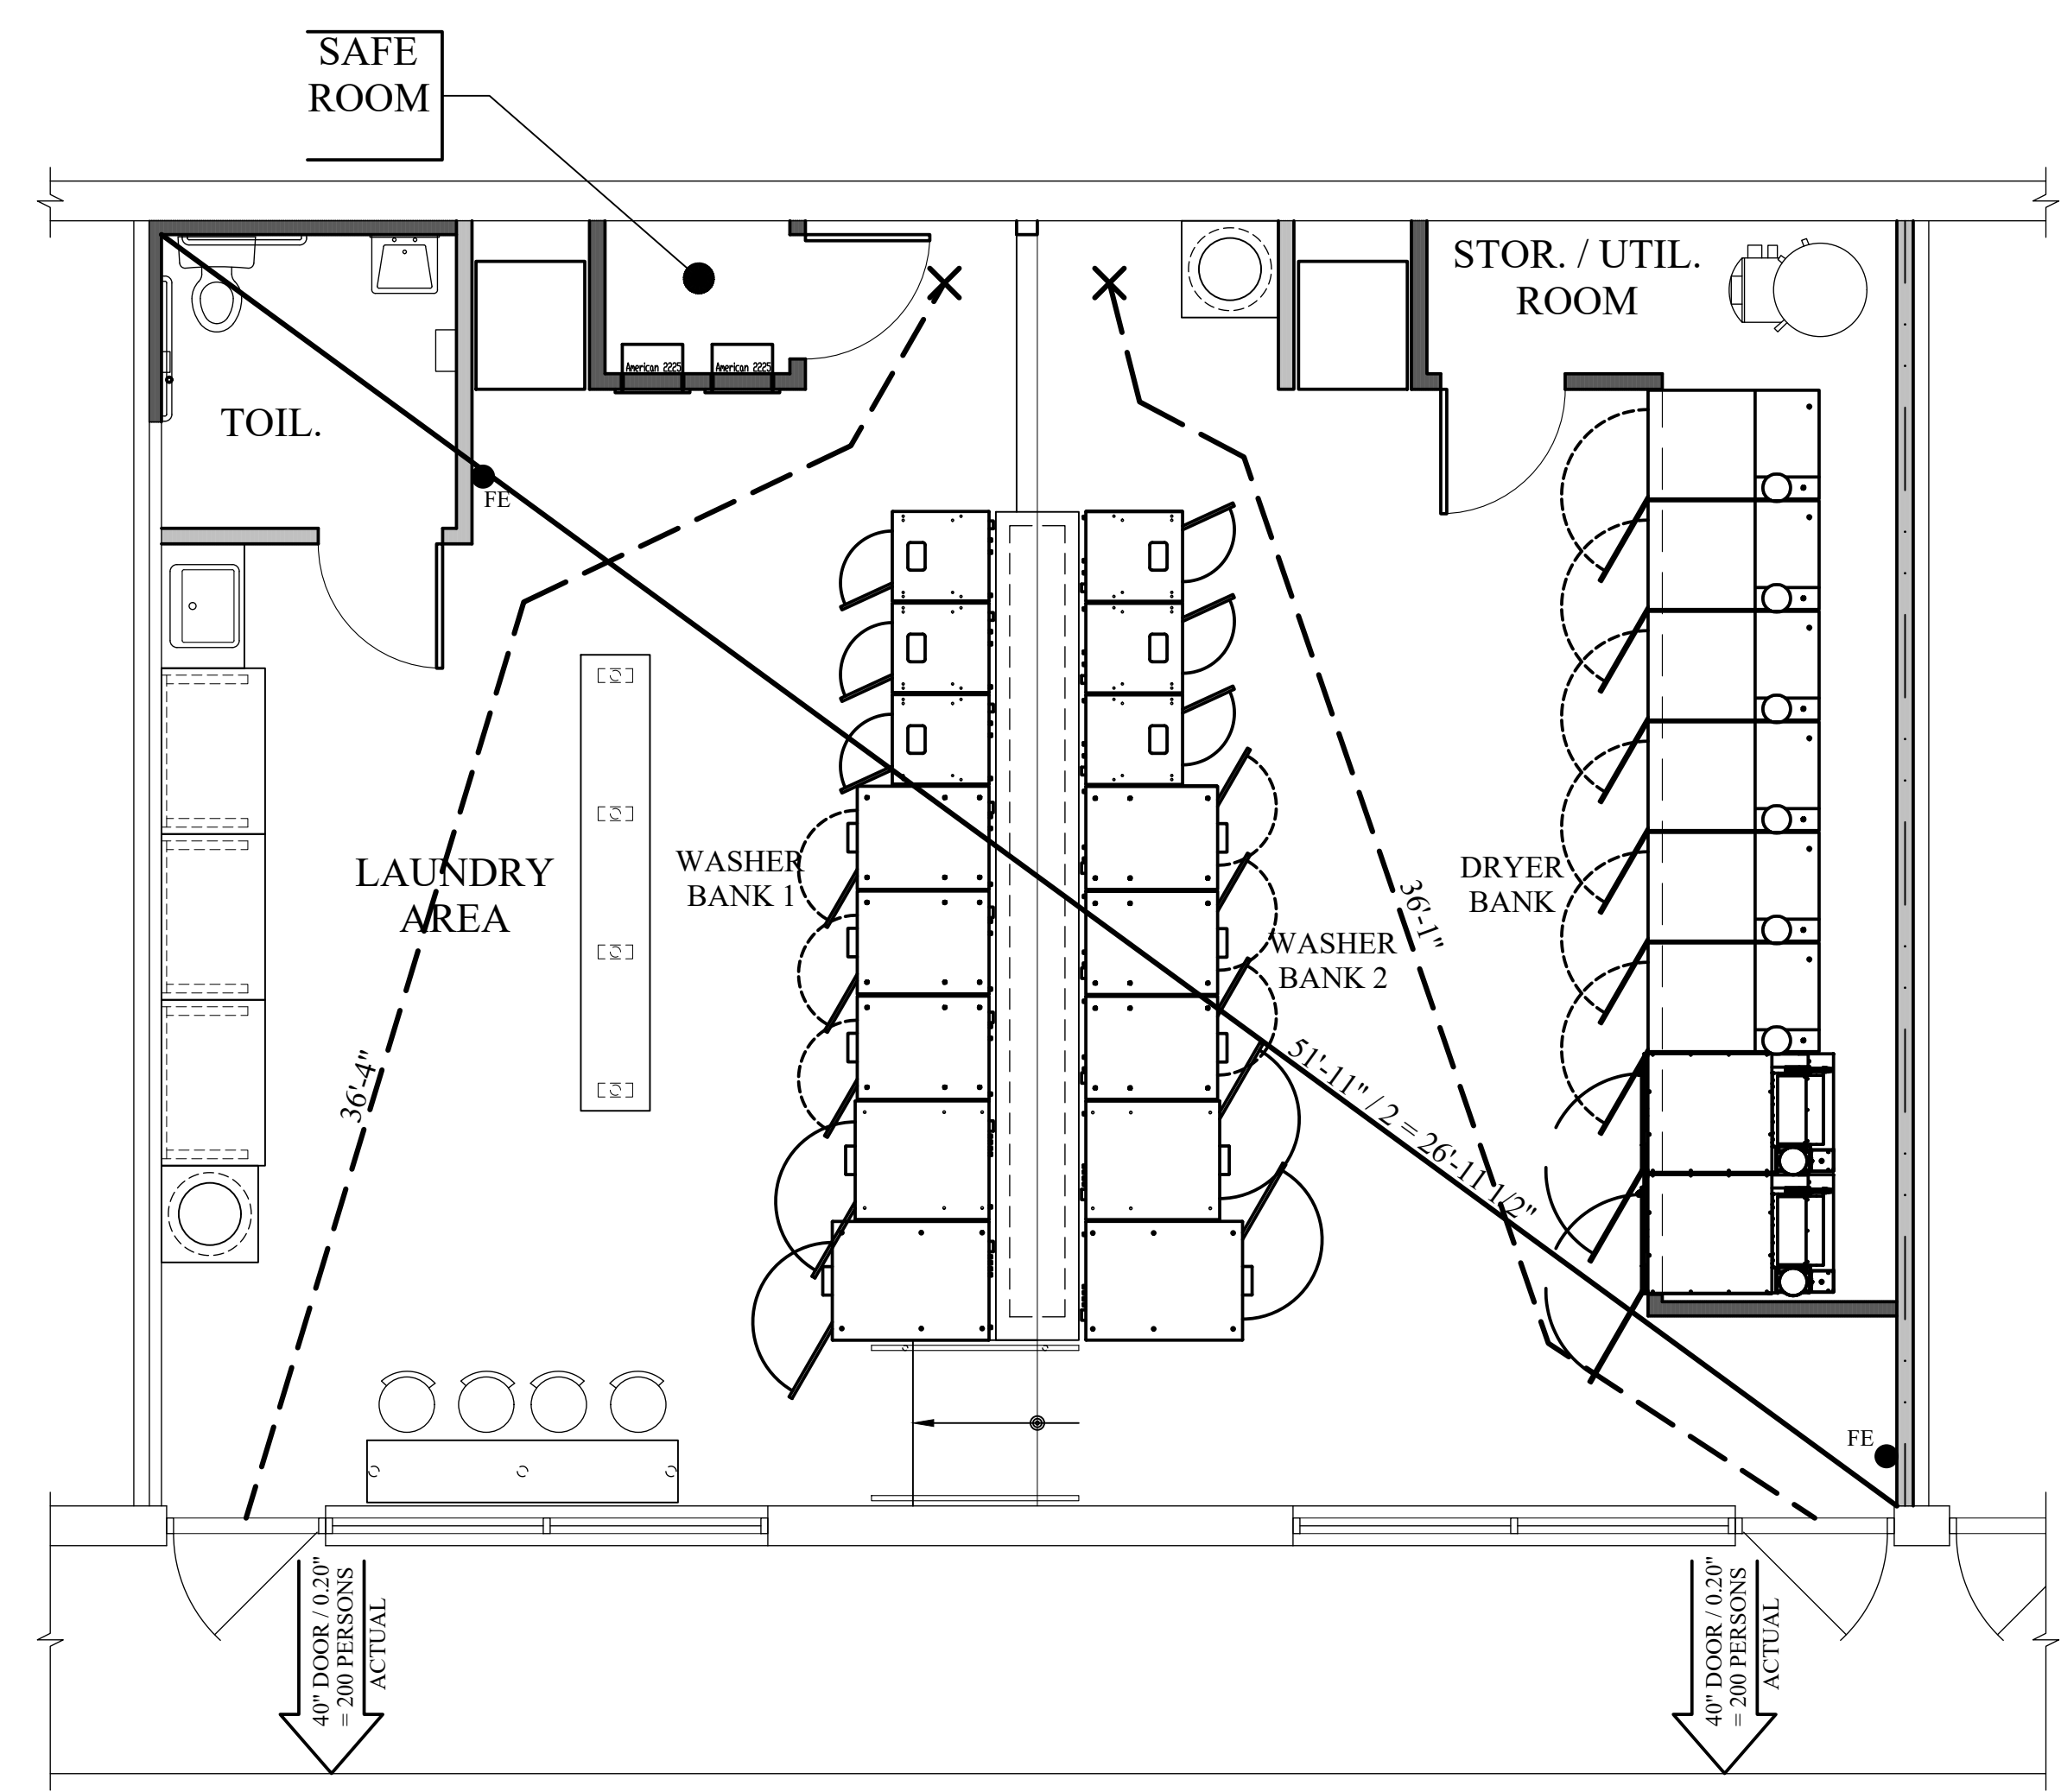 SAFE
ROOM
STOR. / UTIL.
ROOM
American 2225
American 2225
TOIL.
FE
LAUNDRY
AREA
WASHER
BANK 1
DRYER
BANK
36'-1"
WASHER
BANK 2
36'-4"
51'-11" / 2 = 26'-11 1/2"
FE
40" DOOR / 0.20"
= 200 PERSONS
ACTUAL
40" DOOR / 0.20"
= 200 PERSONS
ACTUAL